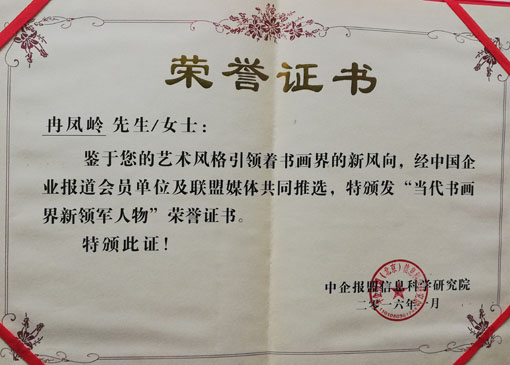 荣誉证书
冉凤岭 先生/女士：
鉴于您的艺术风格引领着书画界的新风向，经中国企
业报道会员单位及联盟媒体共同推选，特颁发“当代书画
界新领军人物”荣誉证书。
特颁此证！
中企报盟信息科学研究院
二零一六年一月